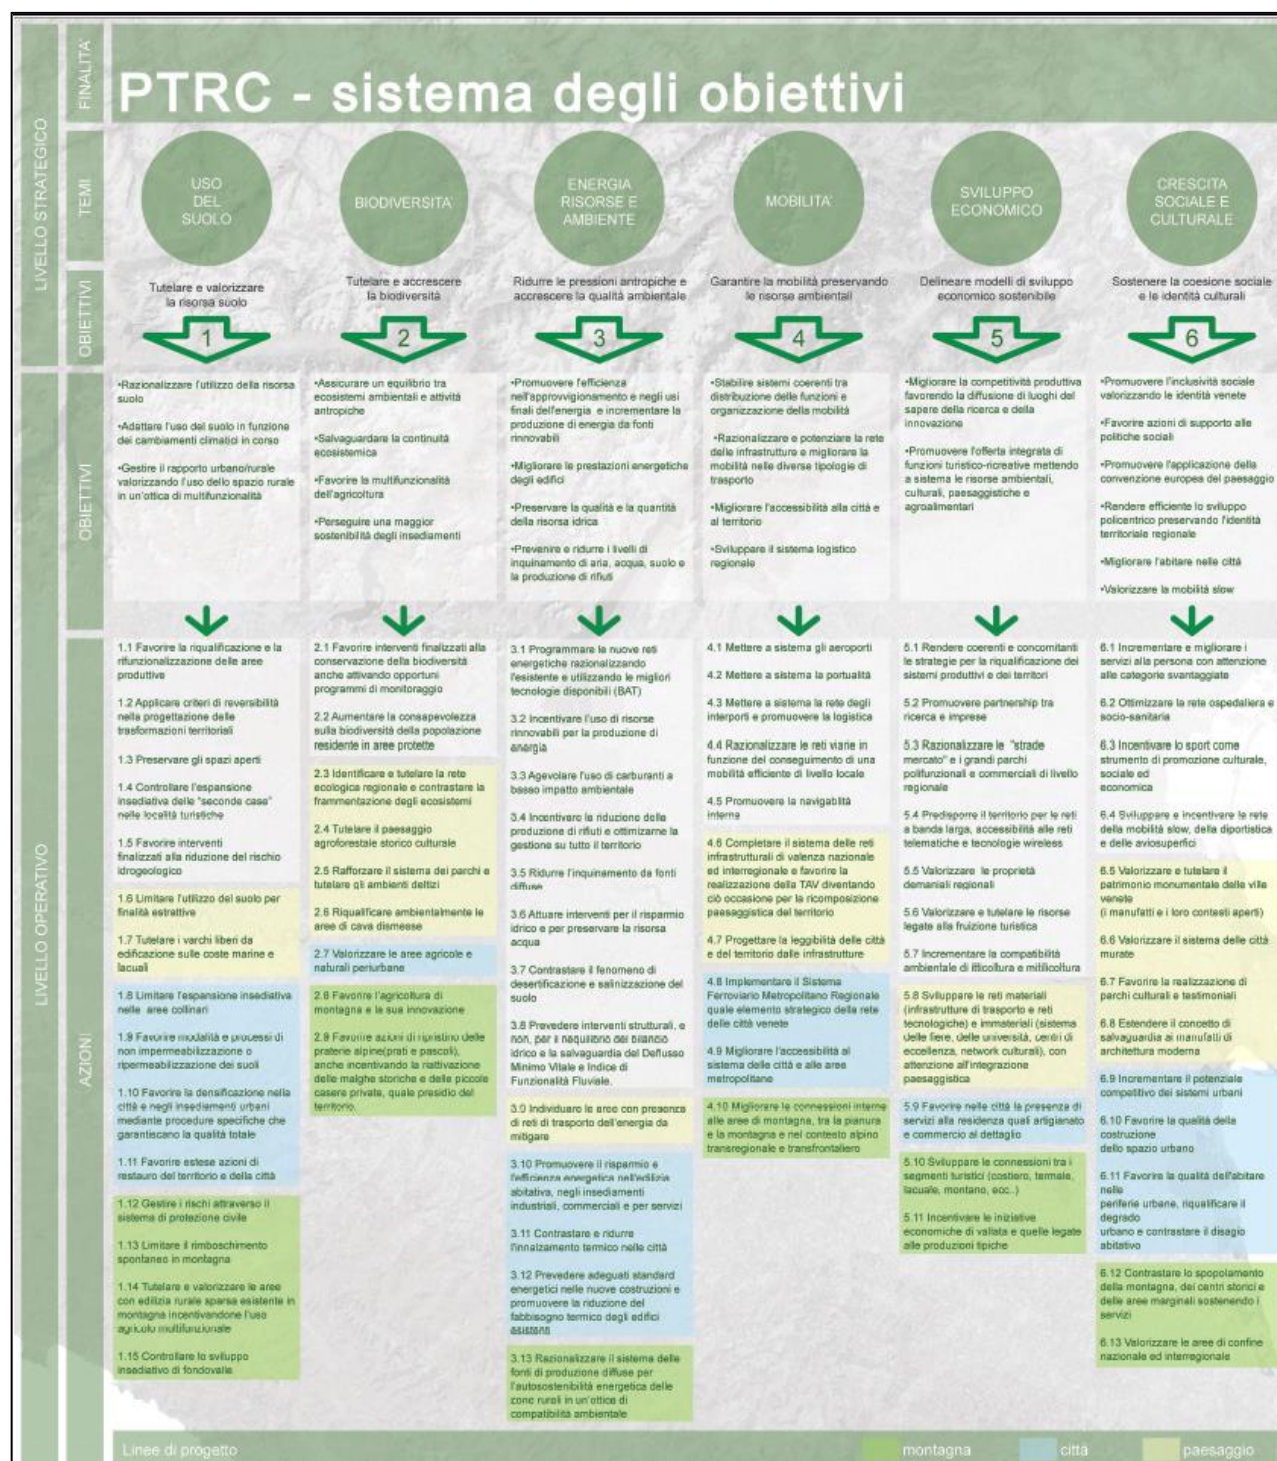 PTRC - sistema degli obiettivi
LIVELLO STRATEGICO
FINALITA'
TEMI
OBIETTIVI
USO
DEL
SUOLO
BIODIVERSITA'
ENERGIA
RISORSE E
AMBIENTE
MOBILITA'
SVILUPPO
ECONOMICO
CRESCITA
SOCIALE E
CULTURALE
Tutelare e valorizzare
la risorsa suolo
Tutelare e accrescere
la biodiversità
Ridurre le pressioni antropiche e
accrescere la qualità ambientale
Garantire la mobilità preservando
le risorse ambientali
Delineare modelli di sviluppo
economico sostenibile
Sostenere la coesione sociale
e le identità culturali
1
2
3
4
5
6
LIVELLO OPERATIVO
OBIETTIVI
•Razionalizzare l'utilizzo della risorsa
suolo
•Adattare l'uso del suolo in funzione
dei cambiamenti climatici in corso
•Gestire il rapporto urbano/rurale
valorizzando l'uso dello spazio rurale
in un'ottica di multifunzionalità
•Assicurare un equilibrio tra
ecosistemi ambientali e attività
antropiche
•Salvaguardare la continuità
ecosistemica
•Favorire la multifunzionalità
dell'agricoltura
•Perseguire una maggior
sostenibilità degli insediamenti
•Promuovere l'efficienza
nell'approvvigionamento e negli usi
finali dell'energia e incrementare la
produzione di energia da fonti
rinnovabili
•Migliorare le prestazioni energetiche
degli edifici
•Preservare la qualità e la quantità
della risorsa idrica
•Prevenire e ridurre i livelli di
inquinamento di aria, acqua, suolo e
la produzione di rifiuti
•Stabilire sistemi coerenti tra
distribuzione delle funzioni e
organizzazione della mobilità
•Razionalizzare e potenziare la rete
delle infrastrutture e migliorare la
mobilità nelle diverse tipologie di
trasporto
•Migliorare l'accessibilità alla città e
al territorio
•Sviluppare il sistema logistico
regionale
•Migliorare la competitività produttiva
favorendo la diffusione di luoghi del
sapere della ricerca e della
innovazione
•Promuovere l'offerta integrata di
funzioni turistico-ricreative mettendo
a sistema le risorse ambientali,
culturali, paesaggistiche e
agroalimentari
•Promuovere l'inclusività sociale
valorizzando le identità venete
•Favorire azioni di supporto alle
politiche sociali
•Promuovere l'applicazione della
convenzione europea del paesaggio
•Rendere efficiente lo sviluppo
policentrico preservando l'identità
territoriale regionale
•Migliorare l'abitare nelle città
•Valorizzare la mobilità slow
AZIONI
1.1 Favorire la riqualificazione e la
rifunzionalizzazione delle aree
produttive
1.2 Applicare criteri di reversibilità
nella progettazione delle
trasformazioni territoriali
1.3 Preservare gli spazi aperti
1.4 Controllare l'espansione
insediativa delle "seconde case"
nelle località turistiche
1.5 Favorire interventi
finalizzati alla riduzione del rischio
idrogeologico
1.6 Limitare l'utilizzo del suolo per
finalità estrattive
1.7 Tutelare i varchi liberi da
edificazione sulle coste marine e
lacuali
1.8 Limitare l'espansione insediativa
nelle aree collinari
1.9 Favorire modalità e processi di
non impermeabilizzazione o
ripermeabilizzazione dei suoli
1.10 Favorire la densificazione nella
città e negli insediamenti urbani
mediante procedure specifiche che
garantiscano la qualità totale
1.11 Favorire estese azioni di
restauro del territorio e della città
1.12 Gestire i rischi attraverso il
sistema di protezione civile
1.13 Limitare il rimboschimento
spontaneo in montagna
1.14 Tutelare e valorizzare le aree
con edilizia rurale sparsa esistente in
montagna incentivandone l'uso
agricolo multifunzionale
1.15 Controllare lo sviluppo
insediativo di fondovalle
2.1 Favorire interventi finalizzati alla
conservazione della biodiversità
anche attivando opportuni
programmi di monitoraggio
2.2 Aumentare la consapevolezza
sulla biodiversità della popolazione
residente in aree protette
2.3 Identificare e tutelare la rete
ecologica regionale e contrastare la
frammentazione degli ecosistemi
2.4 Tutelare il paesaggio
agroforestale storico culturale
2.5 Rafforzare il sistema dei parchi e
tutelare gli ambienti deltizi
2.6 Riqualificare ambientalmente le
aree di cava dismesse
2.7 Valorizzare le aree agricole e
naturali periurbane
2.8 Favorire l'agricoltura di
montagna e la sua innovazione
2.9 Favorire azioni di ripristino delle
praterie alpine(prati e pascoli),
anche incentivando la riattivazione
delle malghe storiche e delle piccole
casere private, quale presidio del
territorio.
3.1 Programmare le nuove reti
energetiche razionalizzando
l'esistente e utilizzando le migliori
tecnologie disponibili (BAT)
3.2 Incentivare l'uso di risorse
rinnovabili per la produzione di
energia
3.3 Agevolare l'uso di carburanti a
basso impatto ambientale
3.4 Incentivare la riduzione della
produzione di rifiuti e ottimizzarne la
gestione su tutto il territorio
3.5 Ridurre l'inquinamento da fonti
diffuse
3.6 Attuare interventi per il risparmio
idrico e per preservare la risorsa
acqua
3.7 Contrastare il fenomeno di
desertificazione e salinizzazione del
suolo
3.8 Prevedere interventi strutturali, e
non, per il riequilibrio del bilancio
idrico e la salvaguardia del Deflusso
Minimo Vitale e Indice di
Funzionalità Fluviale.
3.9 Individuare le aree con presenza
di reti di trasporto dell'energia da
mitigare
3.10 Promuovere il risparmio e
l'efficienza energetica nell'edilizia
abitativa, negli insediamenti
industriali, commerciali e per servizi
3.11 Contrastare e ridurre
l'innalzamento termico nelle città
3.12 Prevedere adeguati standard
energetici nelle nuove costruzioni e
promuovere la riduzione del
fabbisogno termico degli edifici
esistenti
3.13 Razionalizzare il sistema delle
fonti di produzione diffuse per
l'autosostenibilità energetica delle
zone rurali in un'ottica di
compatibilità ambientale
4.1 Mettere a sistema gli aeroporti
4.2 Mettere a sistema la portualità
4.3 Mettere a sistema la rete degli
interporti e promuovere la logistica
4.4 Razionalizzare le reti viarie in
funzione del conseguimento di una
mobilità efficiente di livello locale
4.5 Promuovere la navigablità
interna
4.6 Completare il sistema delle reti
infrastrutturali di valenza nazionale
ed interregionale e favorire la
realizzazione della TAV diventando
ciò occasione per la ricomposizione
paesaggistica del territorio
4.7 Progettare la leggibilità delle città
e del territorio dalle infrastrutture
4.8 Implementare il Sistema
Ferroviario Metropolitano Regionale
quale elemento strategico della rete
delle città venete
4.9 Migliorare l'accessibilità al
sistema delle città e alle aree
metropolitane
4.10 Migliorare le connessioni interne
alle aree di montagna, tra la pianura
e la montagna e nel contesto alpino
transregionale e transfrontaliero
5.1 Rendere coerenti e concomitanti
le strategie per la riqualificazione dei
sistemi produttivi e dei territori
5.2 Promuovere partnership tra
ricerca e imprese
5.3 Razionalizzare le "strade
mercato" e i grandi parchi
polifunzionali e commerciali di livello
regionale
5.4 Predisporre il territorio per le reti
a banda larga, accessibilità alle reti
telematiche e tecnologie wireless
5.5 Valorizzare le proprietà
demaniali regionali
5.6 Valorizzare e tutelare le risorse
legate alla fruizione turistica
5.7 Incrementare la compatibilità
ambientale di itticoltura e mitilicoltura
5.8 Sviluppare le reti materiali
(infrastrutture di trasporto e reti
tecnologiche) e immateriali (sistema
delle fiere, delle università, centri di
eccellenza, network culturali), con
attenzione all'integrazione
paesaggistica
5.9 Favorire nelle città la presenza di
servizi alla residenza quali artigianato
e commercio al dettaglio
5.10 Sviluppare le connessioni tra i
segmenti turistici (costiero, termale,
lacuale, montano, ecc..)
5.11 Incentivare le iniziative
economiche di vallata e quelle legate
alle produzioni tipiche
6.1 Incrementare e migliorare i
servizi alla persona con attenzione
alle categorie svantaggiate
6.2 Ottimizzare la rete ospedaliera e
socio-sanitaria
6.3 Incentivare lo sport come
strumento di promozione culturale,
sociale ed
economica
6.4 Sviluppare e incentivare la rete
della mobilità slow, della diportistica
e delle aviosuperfici
6.5 Valorizzare e tutelare il
patrimonio monumentale delle ville
venete
(i manufatti e i loro contesti aperti)
6.6 Valorizzare il sistema delle città
murate
6.7 Favorire la realizzazione di
parchi culturali e testimoniali
6.8 Estendere il concetto di
salvaguardia ai manufatti di
architettura moderna
6.9 Incrementare il potenziale
competitivo dei sistemi urbani
6.10 Favorire la qualità della
costruzione
dello spazio urbano
6.11 Favorire la qualità dell'abitare
nelle
periferie urbane, riqualificare il
degrado
urbano e contrastare il disagio
abitativo
6.12 Contrastare lo spopolamento
della montagna, dei centri storici e
delle aree marginali sostenendo i
servizi
6.13 Valorizzare le aree di confine
nazionale ed interregionale
Linee di progetto
montagna
città
paesaggio